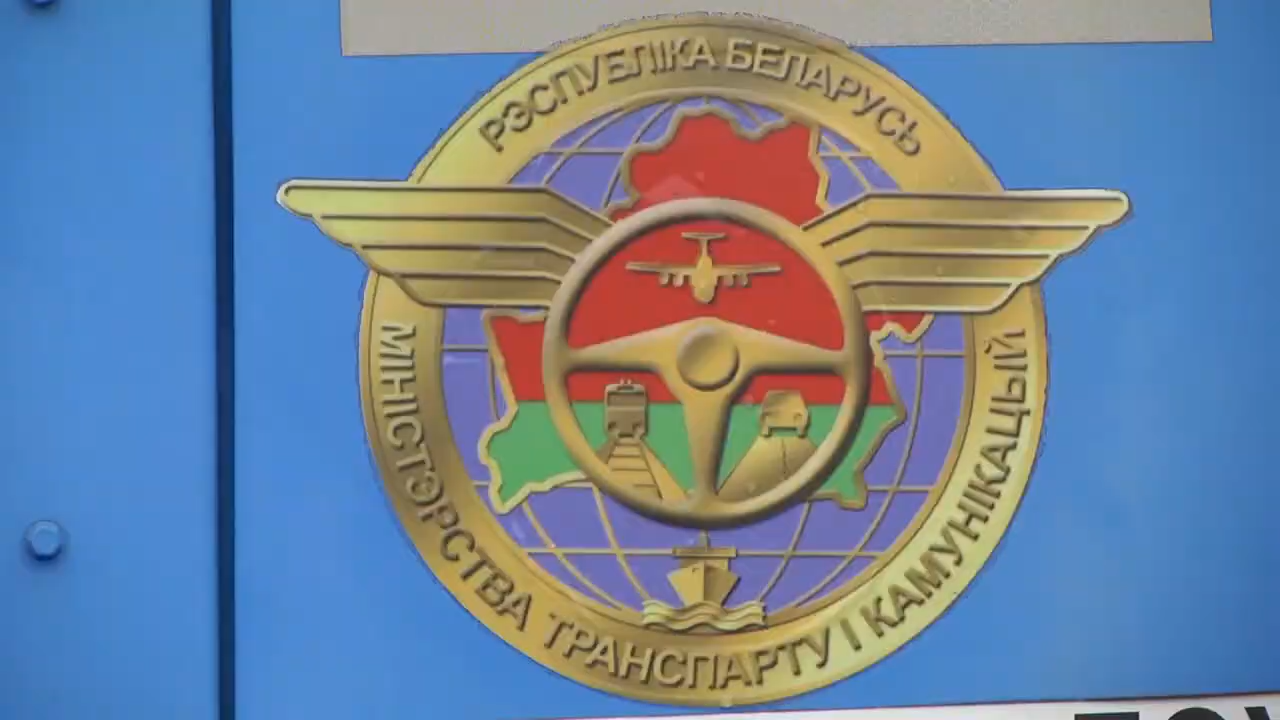 РЭСПУБЛІКА БЕЛАРУСЬ
МІНІСТЭРСТВА ТРАНСПАРТУ І КАМУНІКАЦЫЙ